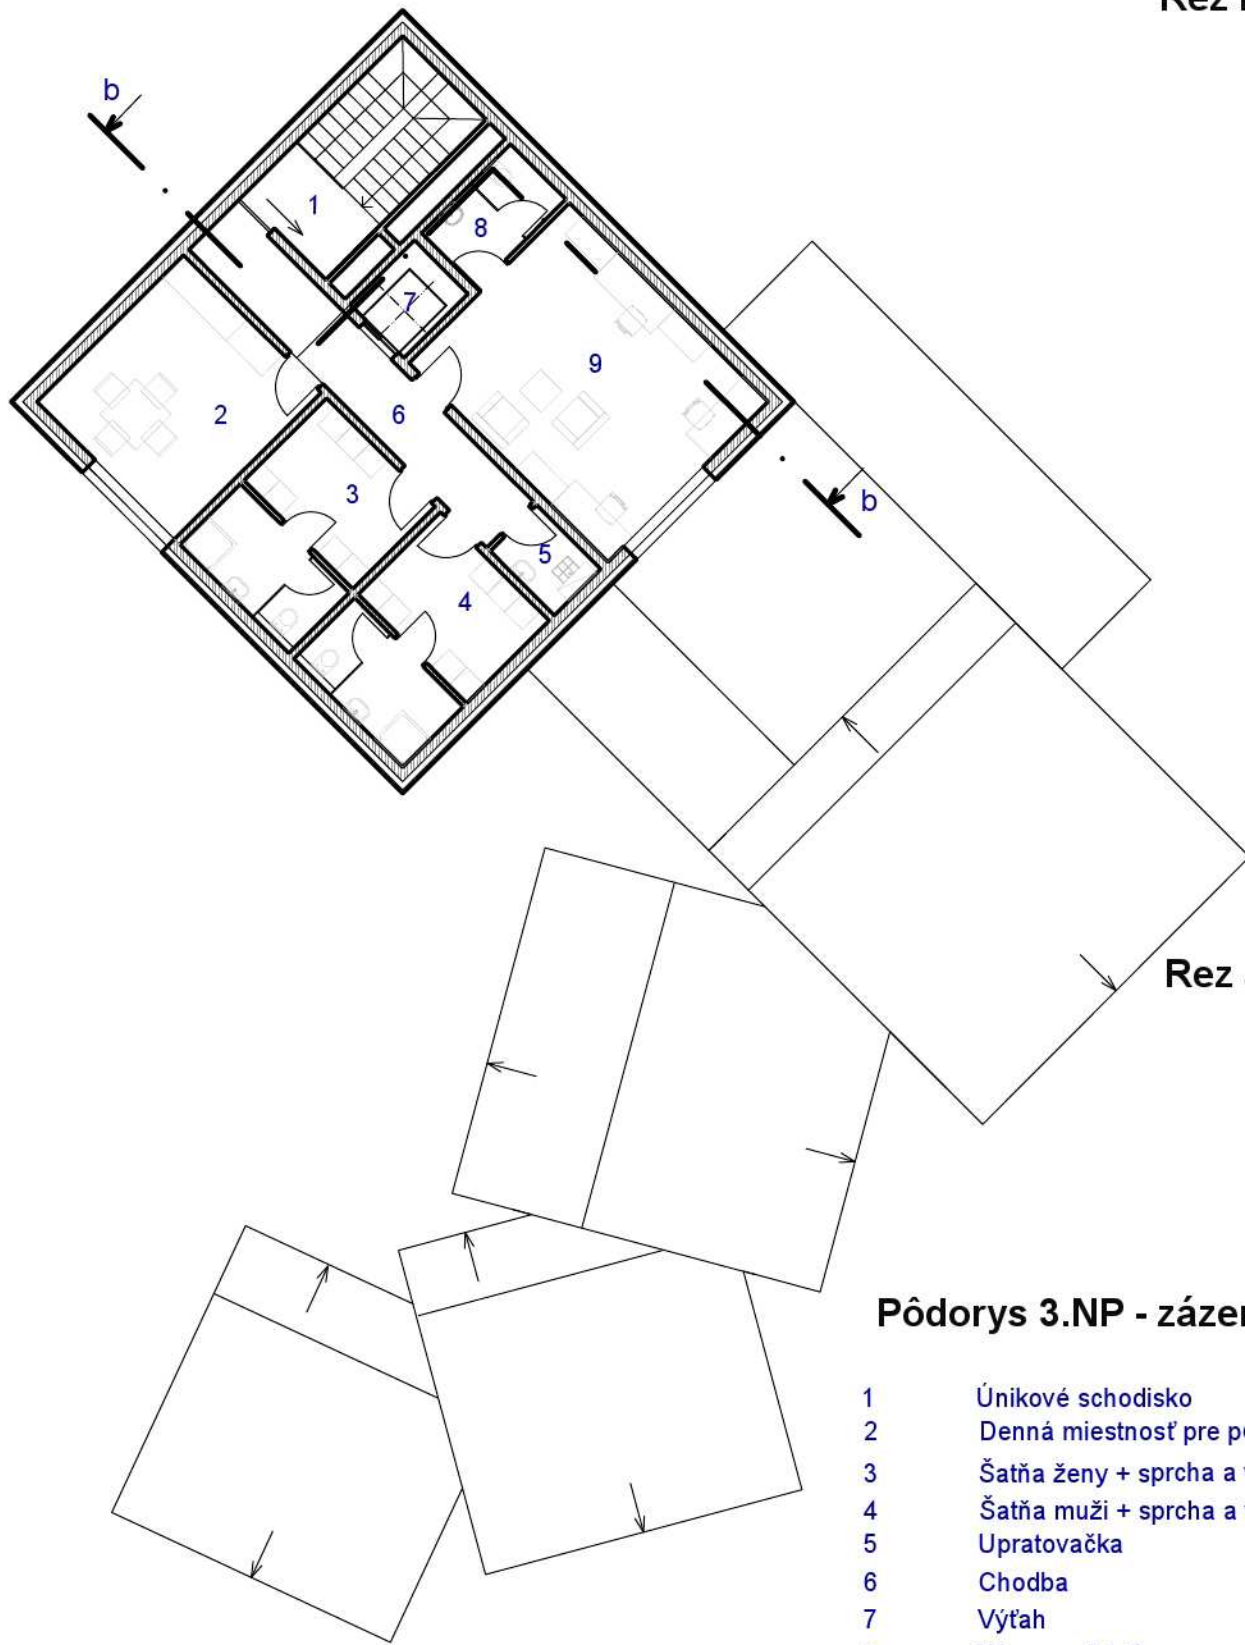 Rez
b
1
8
7
9
2
6
3
b
5
4
Rez
Pôdorys 3.NP -
1 Únikové schodisko
2 Denná miestnosť pre
3 Šatňa ženy + sprcha a
4 Šatňa muži + sprcha a
5 Upratovačka
6 Chodba
7 Výťah